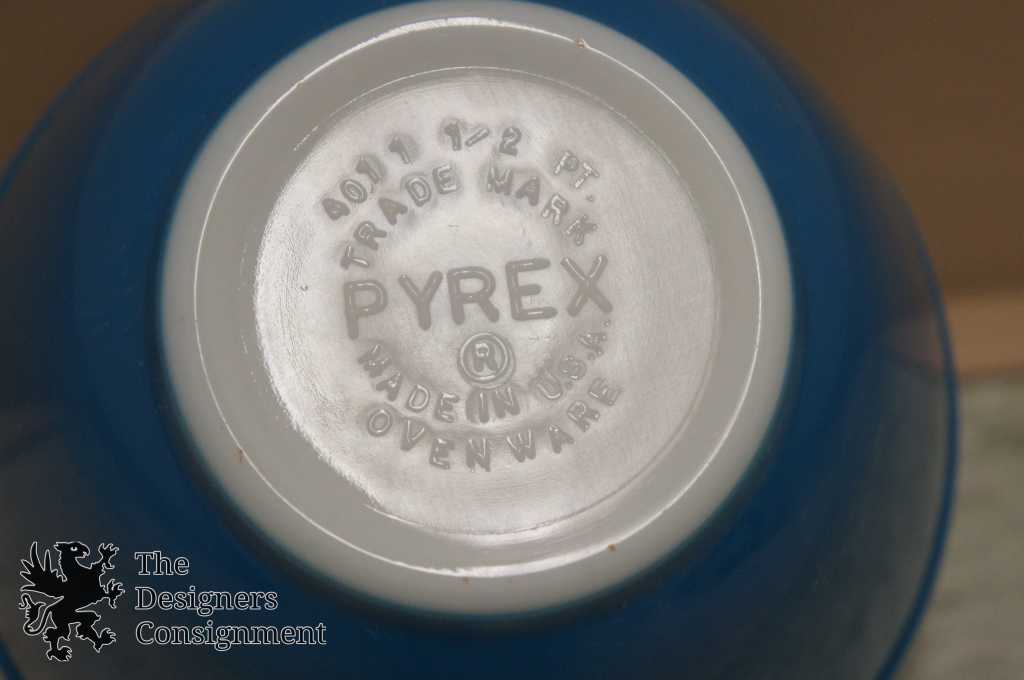 401 1 1/2 PT.
TRADE MARK
PYREX
®
MADE IN U.S.A.
OVENWARE
The
Designers
Consignment